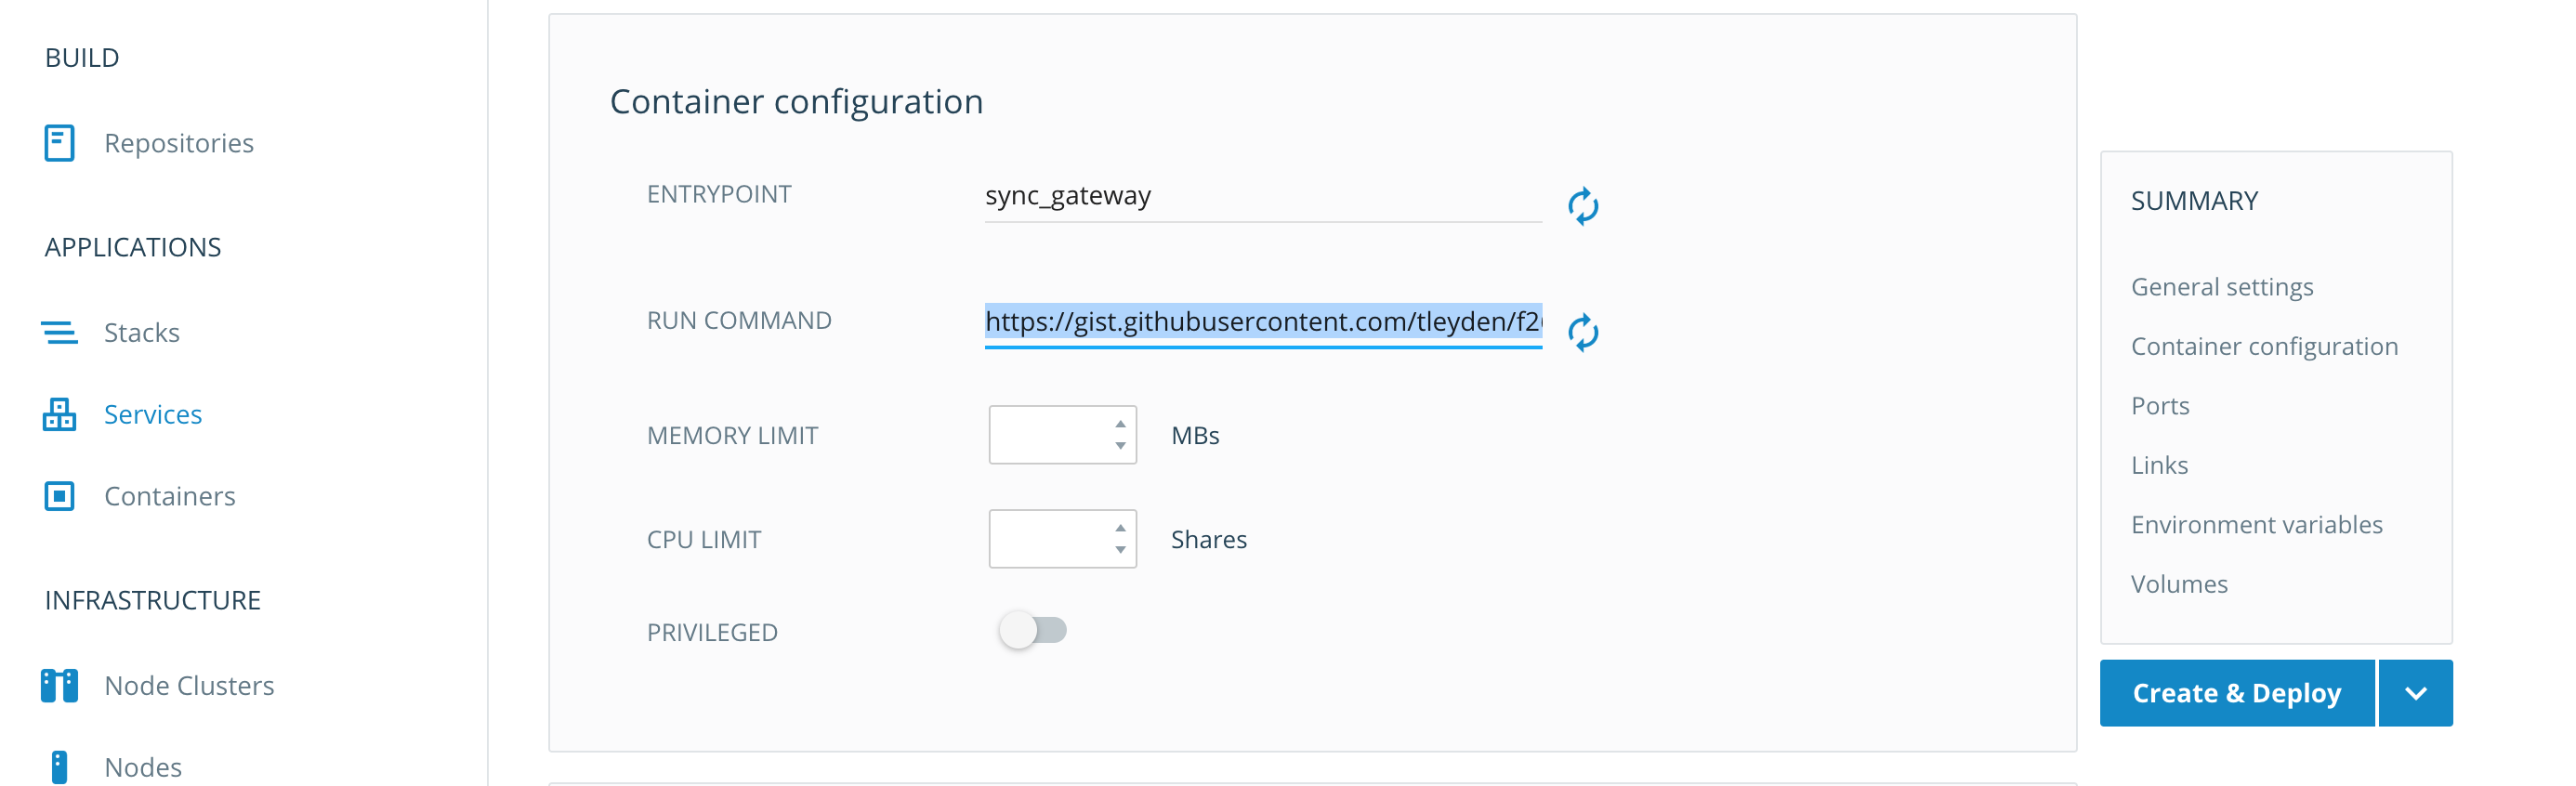 BUILD
Repositories
APPLICATIONS
Stacks
Services
Containers
INFRASTRUCTURE
Node Clusters
Nodes
Container configuration
ENTRYPOINT sync_gateway
RUN COMMAND https://gist.githubusercontent.com/tleyden/f2
MEMORY LIMIT MBs
CPU LIMIT Shares
PRIVILEGED
SUMMARY
General settings
Container configuration
Ports
Links
Environment variables
Volumes
Create & Deploy